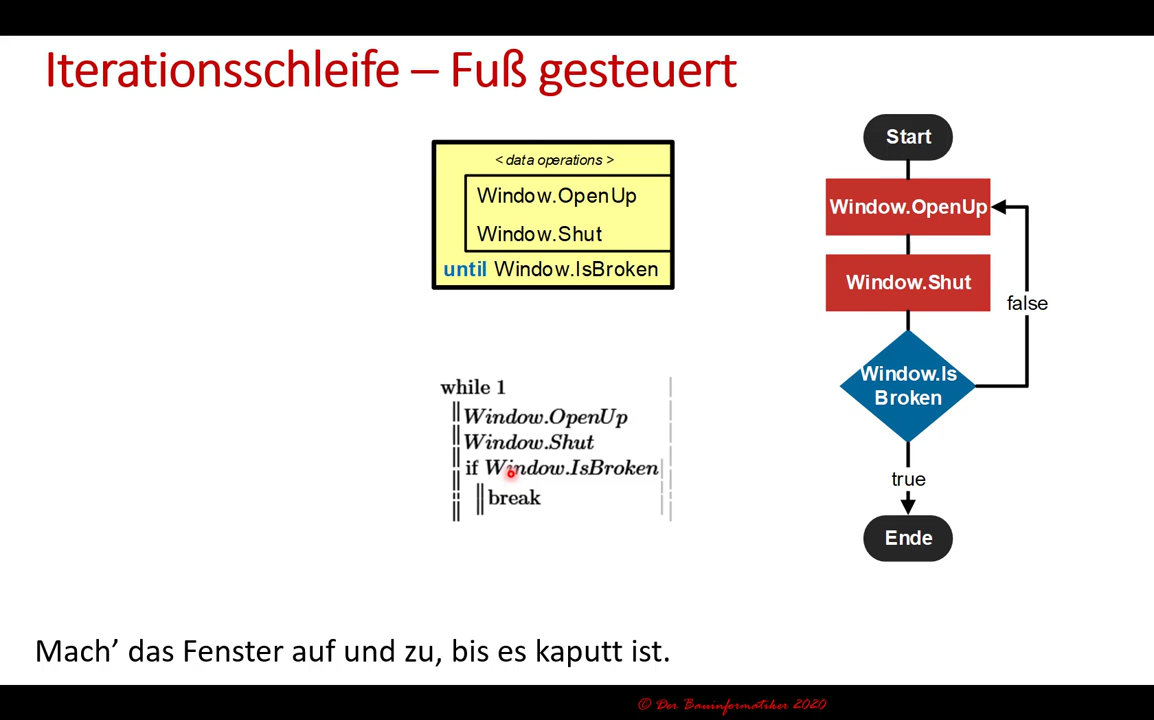 Iterationsschleife – Fuß gesteuert
< data operations >
Window.OpenUp
Window.Shut
until Window.IsBroken
while 1
Window.OpenUp
Window.Shut
if Window.IsBroken
break
Start
Window.OpenUp
Window.Shut
false
Window.Is
Broken
true
Ende
Mach’ das Fenster auf und zu, bis es kaputt ist.
© Der Bauinformatiker 2020